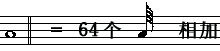 = 64个 相加